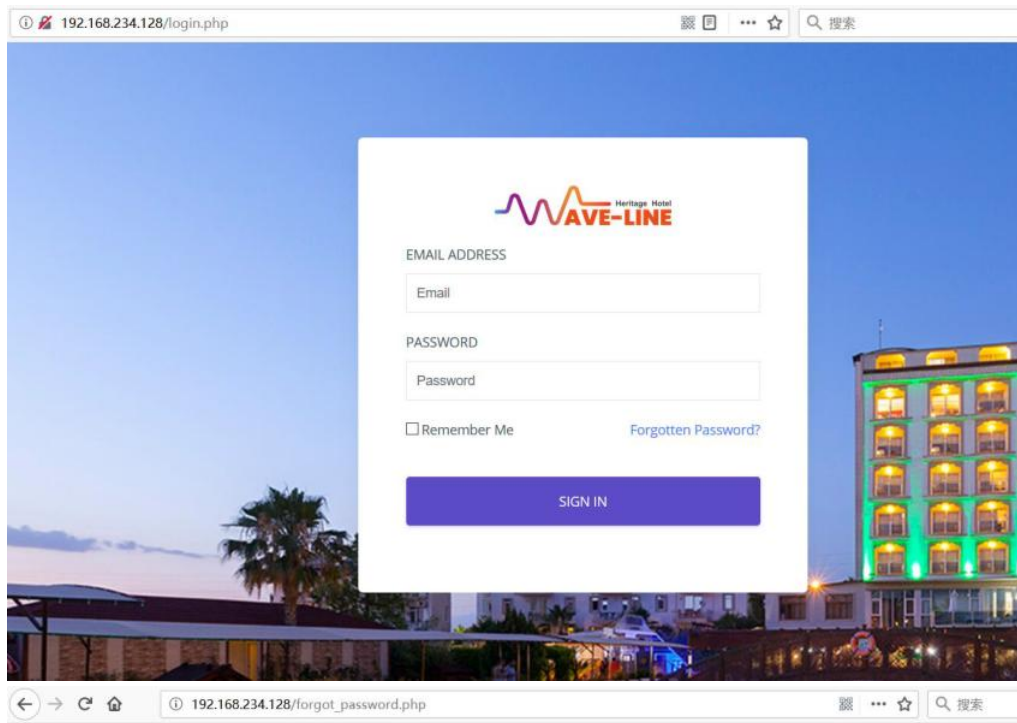 192.168.234.128/login.php
搜索
Heritage Hotel
WAVE-LINE
EMAIL ADDRESS
Email
PASSWORD
Password
Remember Me
Forgotten Password?
SIGN IN
192.168.234.128/forgot_password.php
搜索